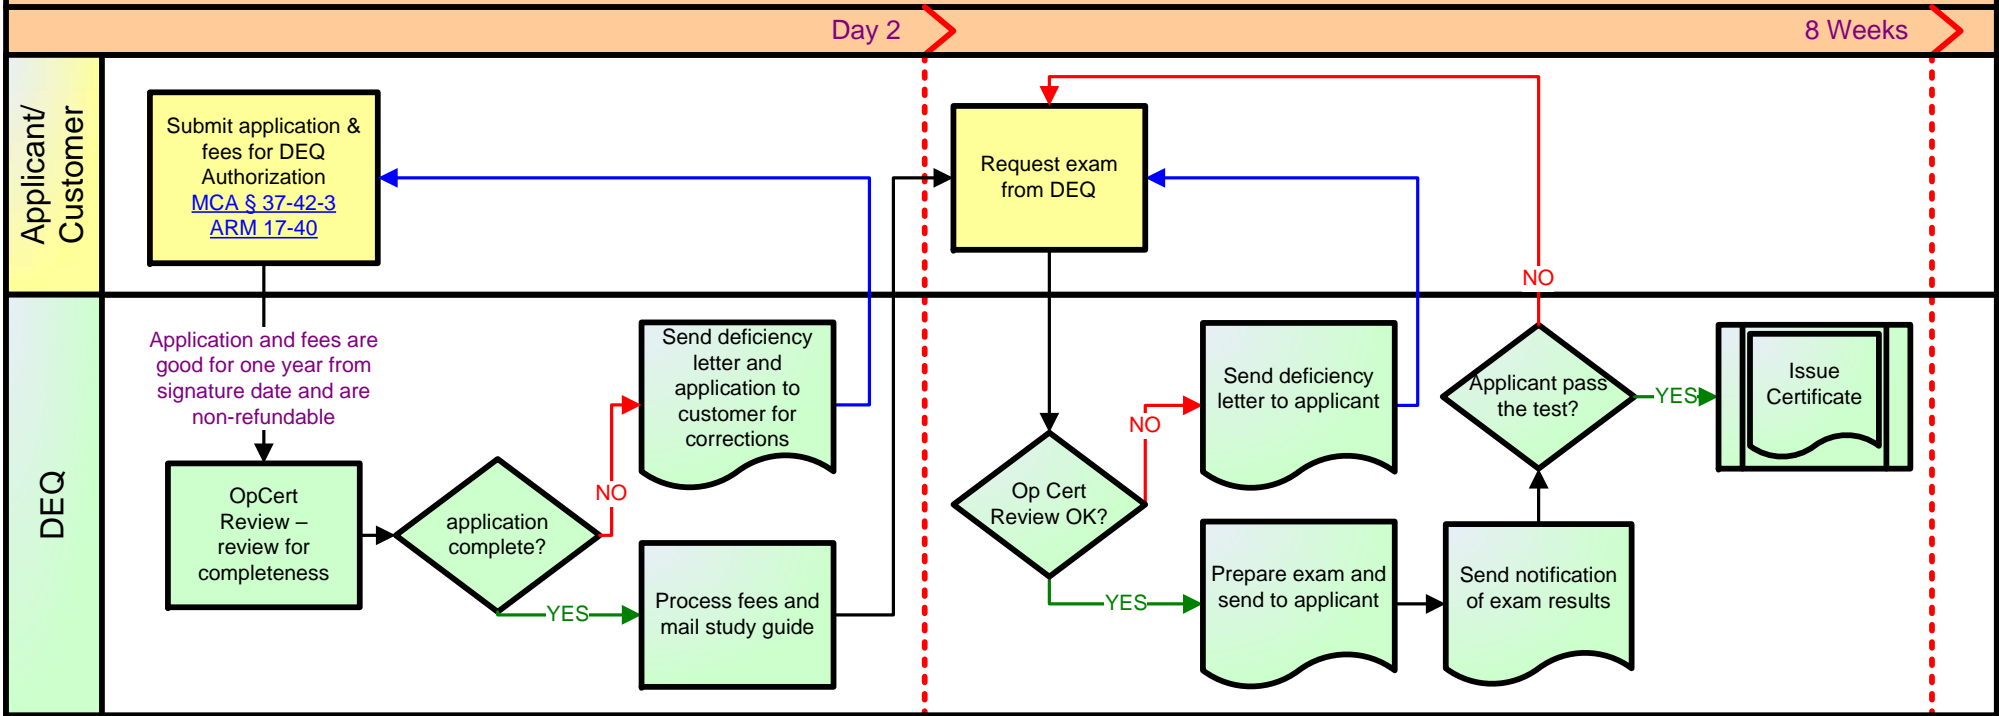 Day 2
8 Weeks
Applicant/
Customer
Submit application &
fees for DEQ
Authorization
MCA § 37-42-3
ARM 17-40
Request exam
from DEQ
NO
DEQ
Application and fees are
good for one year from
signature date and are
non-refundable
OpCert
Review –
review for
completeness
application
complete?
NO
YES
Send deficiency
letter and
application to
customer for
corrections
Process fees and
mail study guide
Op Cert
Review OK?
NO
YES
Send deficiency
letter to applicant
Prepare exam and
send to applicant
Send notification
of exam results
Applicant pass
the test?
YES
Issue
Certificate